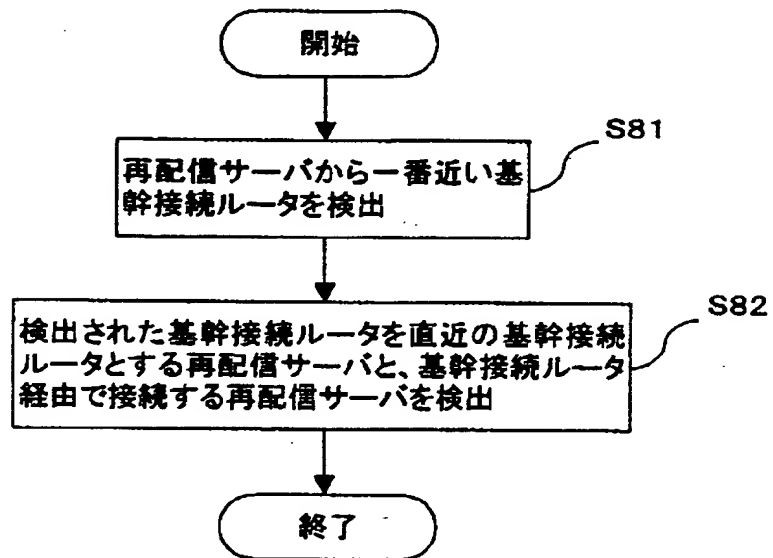 開始
S81
再配信サーバから一番近い基
幹接続ルータを検出
S82
検出された基幹接続ルータを直近の基幹接続
ルータとする再配信サーバと、基幹接続ルータ
経由で接続する再配信サーバを検出
終了